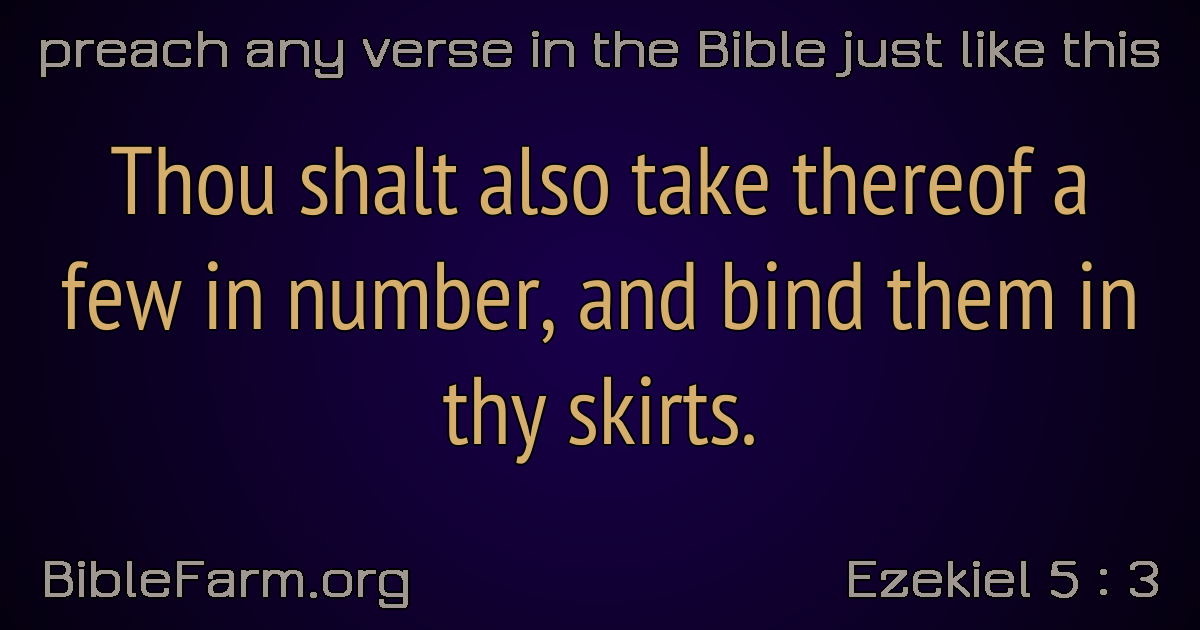 preach any verse in the Bible just like this
Thou shalt also take thereof a
few in number, and bind them in
thy skirts.
BibleFarm.org
Ezekiel 5 : 3